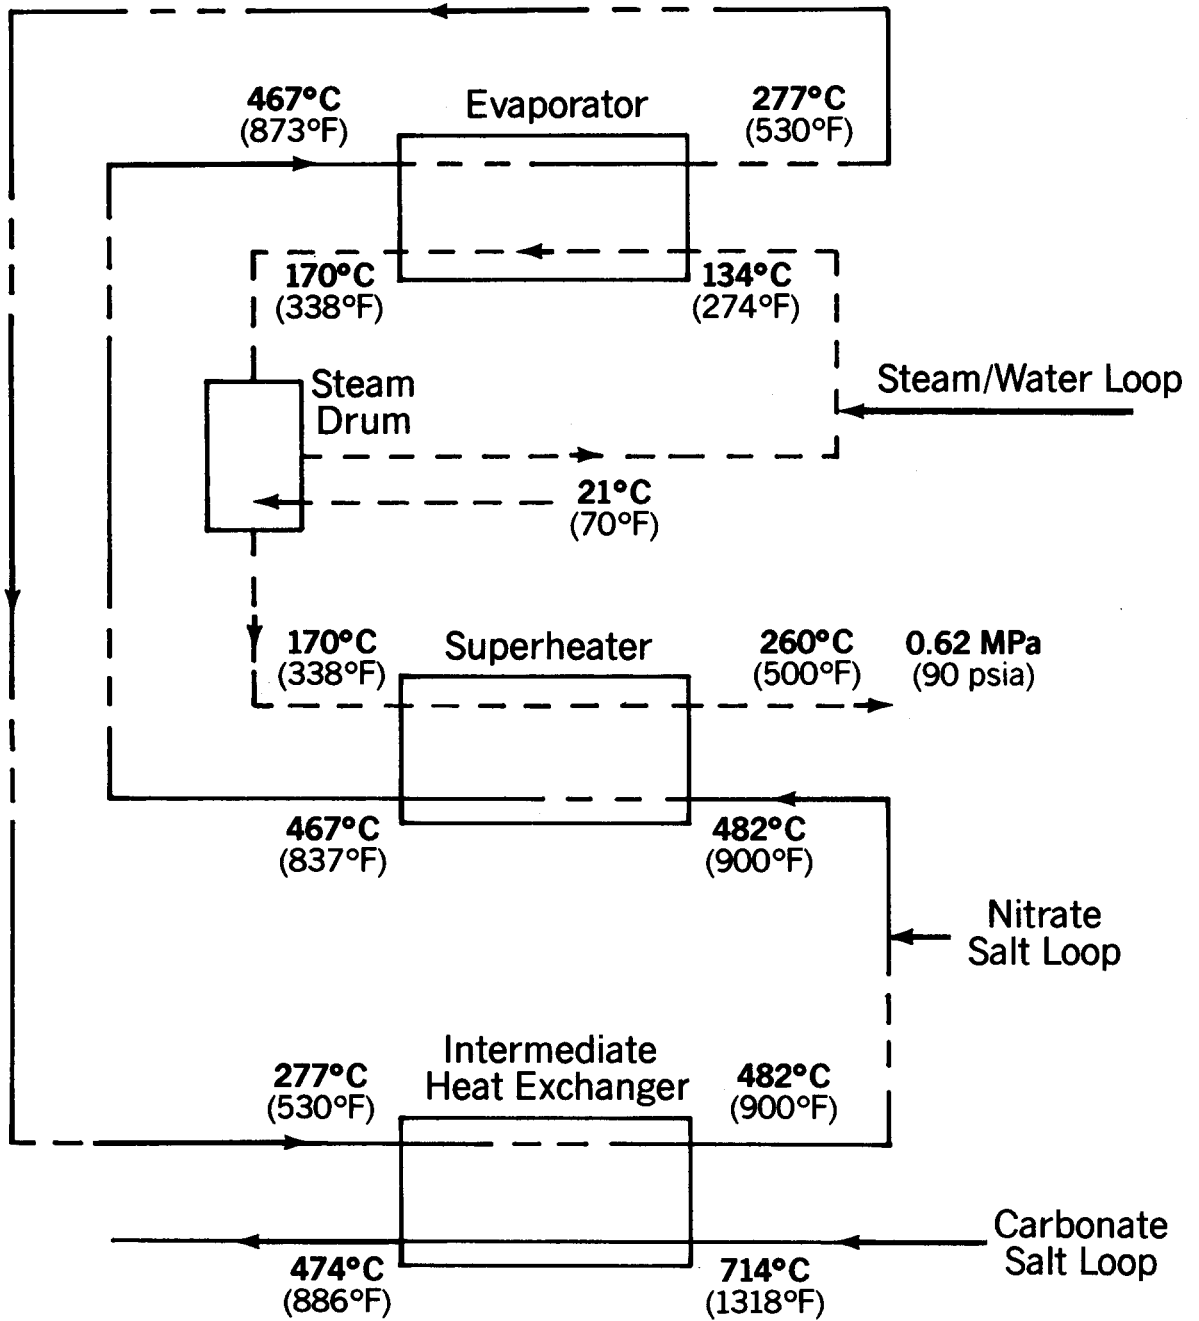 467°C
(873°F)
Evaporator
277°C
(530°F)
170°C
(338°F)
134°C
(274°F)
Steam
Drum
Steam/Water Loop
21°C
(70°F)
170°C
(338°F)
Superheater
260°C
(500°F)
0.62 MPa
(90 psia)
467°C
(837°F)
482°C
(900°F)
Nitrate
Salt Loop
Intermediate
Heat Exchanger
277°C
(530°F)
482°C
(900°F)
Carbonate
Salt Loop
474°C
(886°F)
714°C
(1318°F)